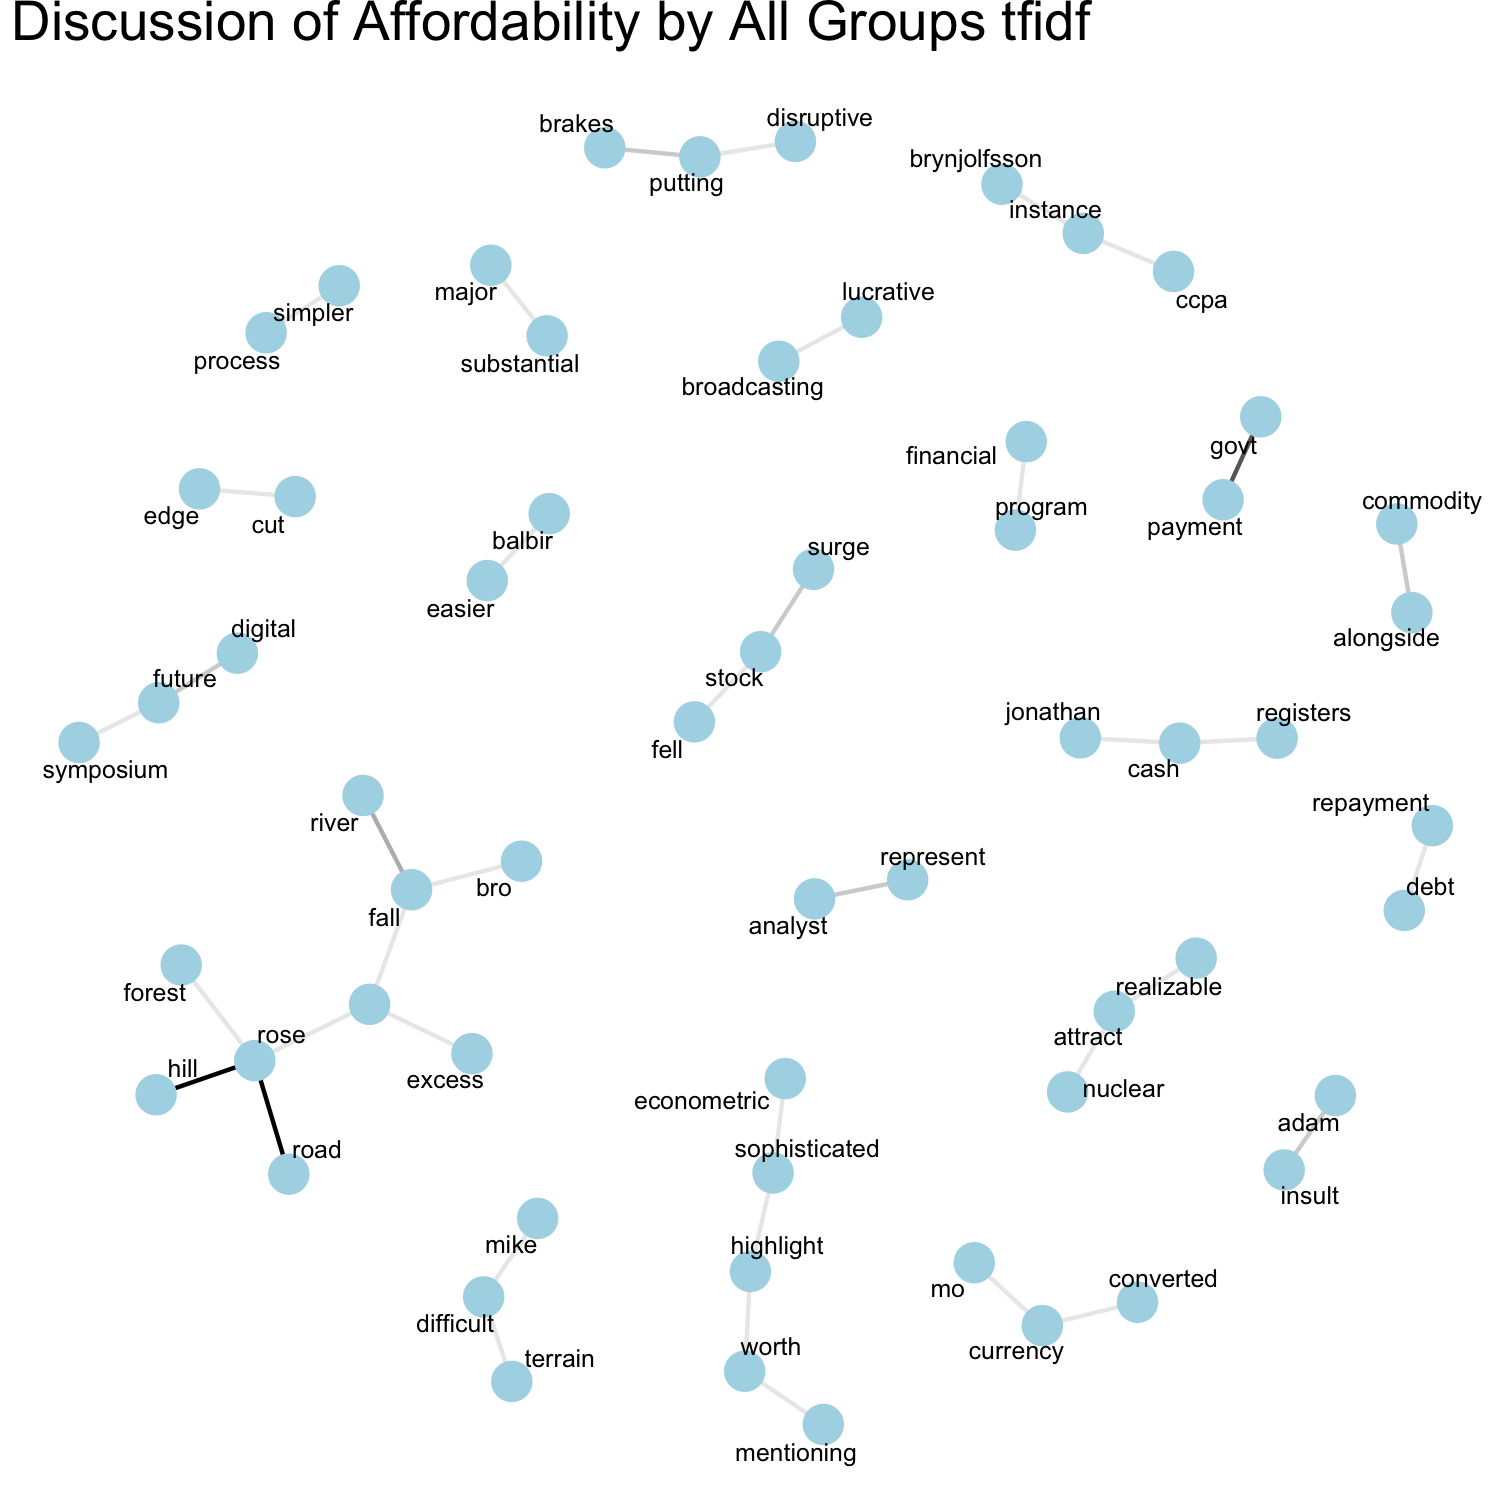 Discussion of Affordability by All Groups tfidf
brakes
disruptive
putting
brynjolfsson
instance
ccpa
simpler
process
major
substantial
lucrative
broadcasting
financial
program
govt
payment
commodity
alongside
edge
cut
balbir
easier
surge
stock
fell
digital
future
symposium
jonathan
cash
registers
repayment
debt
river
bro
fall
forest
rose
hill
excess
road
represent
analyst
realizable
attract
nuclear
econometric
sophisticated
highlight
worth
mentioning
adam
insult
mike
difficult
terrain
mo
converted
currency